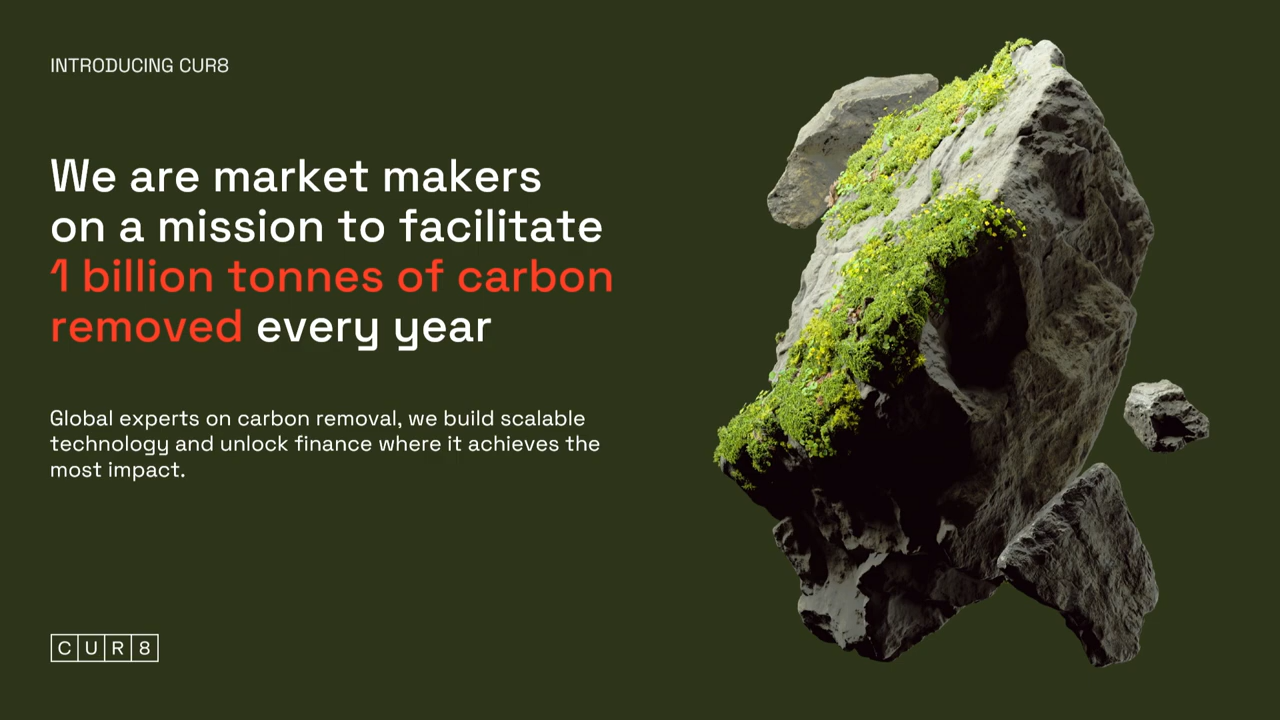 INTRODUCING CUR8
We are market makers
on a mission to facilitate
1 billion tonnes of carbon
removed every year
Global experts on carbon removal, we build scalable
technology and unlock finance where it achieves the
most impact.
CUR8